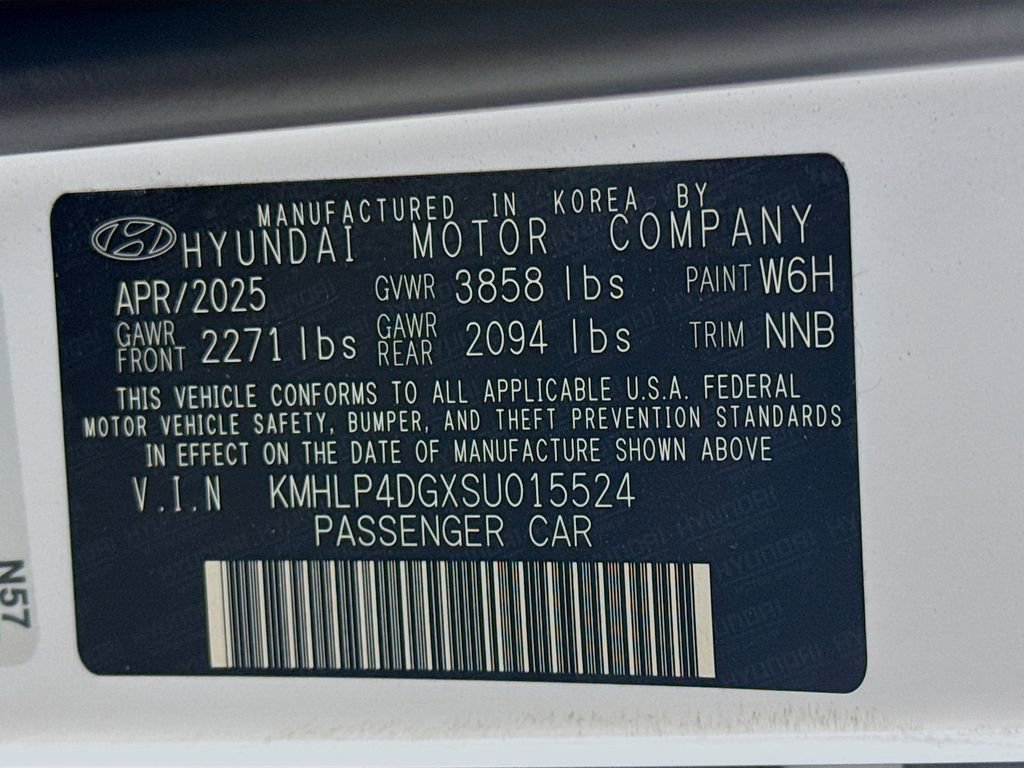 MANUFACTURED IN KOREA BY
HYUNDAI MOTOR COMPANY
APR/2025 GVWR 3858 lbs PAINT W6H
GAWR FRONT 2271 lbs GAWR REAR 2094 lbs TRIM NNB
THIS VEHICLE CONFORMS TO ALL APPLICABLE U.S.A. FEDERAL
MOTOR VEHICLE SAFETY, BUMPER, AND THEFT PREVENTION STANDARDS
IN EFFECT ON THE DATE OF MANUFACTURE SHOWN ABOVE
V.I.N KMHLP4DGXSU015524
PASSENGER CAR
N57